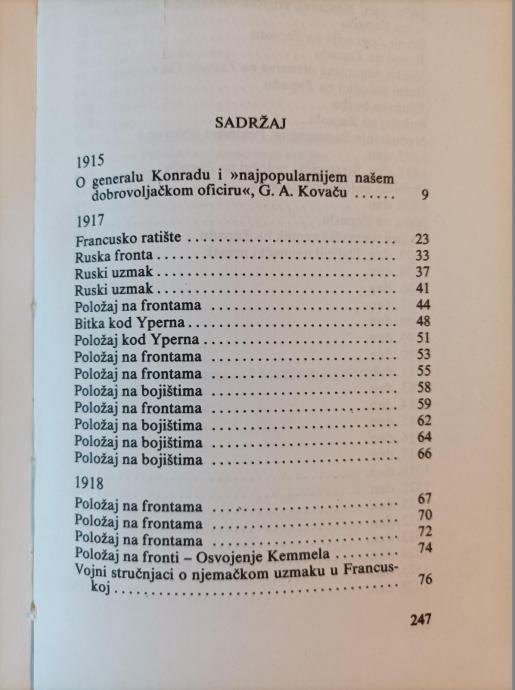 SADRŽAJ
1915
O generalu Konradu i »najpopularnijem našem
dobrovoljačkom oficiru«, G. A. Kovaču ...... 9
1917
Francusko ratište ............................ 23
Ruska fronta ................................ 33
Ruski uzmak ................................ 37
Ruski uzmak ................................ 41
Položaj na frontama ......................... 44
Bitka kod Yperna ............................ 48
Položaj kod Yperna .......................... 51
Položaj na frontama ......................... 53
Položaj na frontama ......................... 55
Položaj na bojištima ........................ 58
Položaj na frontama ......................... 59
Položaj na bojištima ........................ 62
Položaj na bojištima ........................ 64
Položaj na bojištima ........................ 66
1918
Položaj na frontama ......................... 67
Položaj na frontama ......................... 70
Položaj na frontama ......................... 72
Položaj na fronti – Osvojenje Kemmela ......... 74
Vojni stručnjaci o njemačkom uzmaku u Francus-
koj ...................................... 76
247